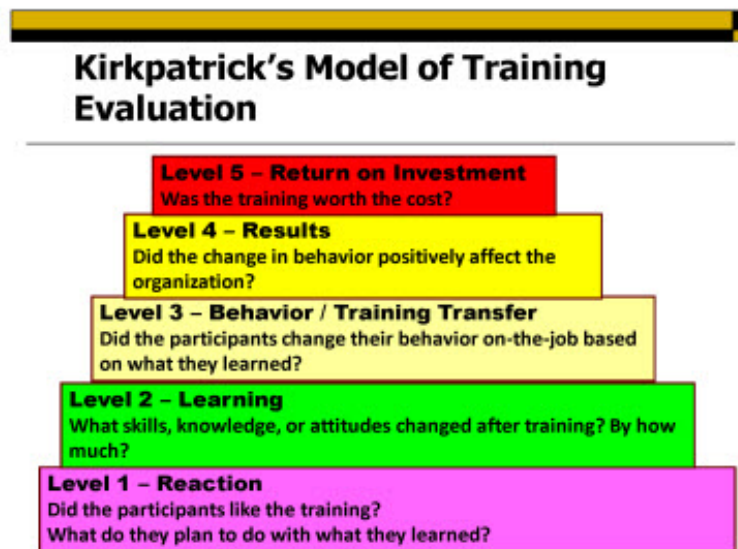 Kirkpatrick's Model of Training
Evaluation
Level 5 – Return on Investment
Was the training worth the cost?
Level 4 – Results
Did the change in behavior positively affect the
organization?
Level 3 – Behavior / Training Transfer
Did the participants change their behavior on-the-job based
on what they learned?
Level 2 – Learning
What skills, knowledge, or attitudes changed after training? By how
much?
Level 1 – Reaction
Did the participants like the training?
What do they plan to do with what they learned?